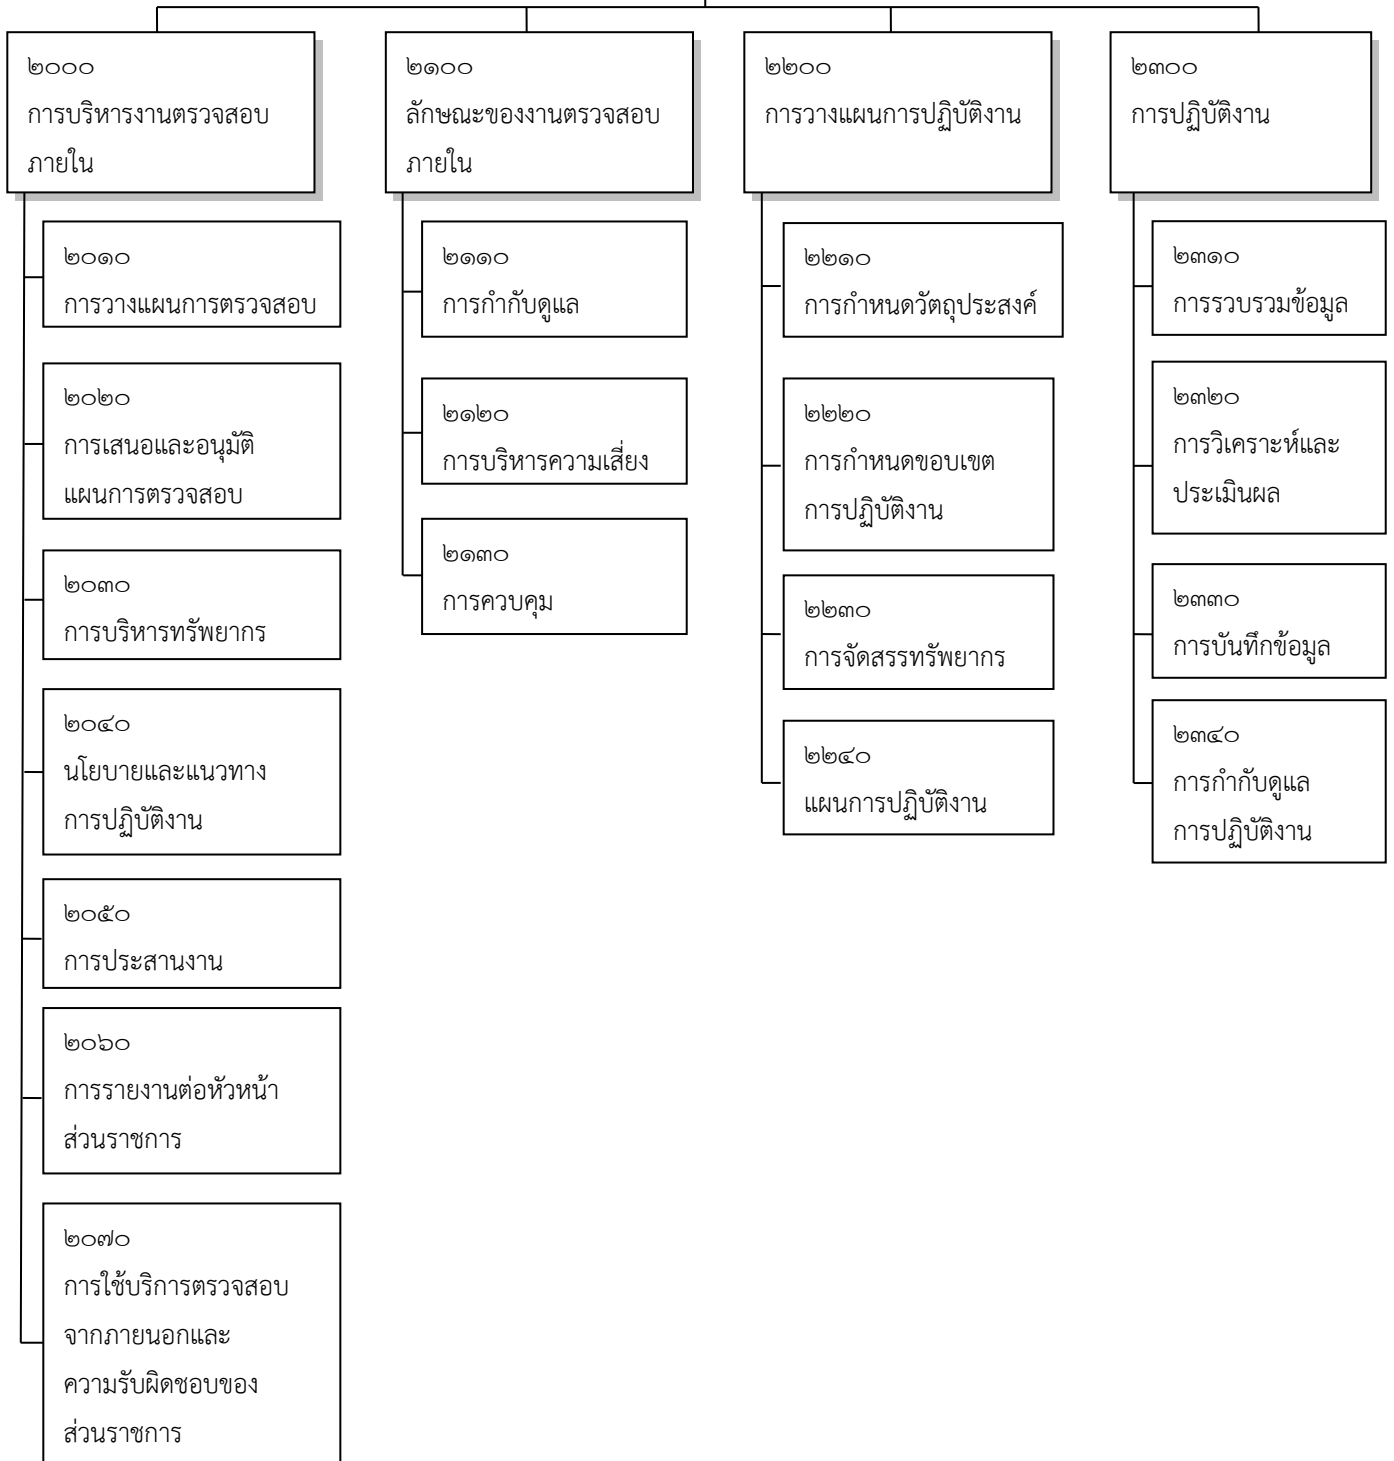 ๒๐๐๐
การบริหารงานตรวจสอบ
ภายใน
๒๐๑๐
การวางแผนการตรวจสอบ
๒๐๒๐
การเสนอและอนุมัติ
แผนการตรวจสอบ
๒๐๓๐
การบริหารทรัพยากร
๒๐๔๐
นโยบายและแนวทาง
การปฏิบัติงาน
๒๐๕๐
การประสานงาน
๒๐๖๐
การรายงานต่อหัวหน้า
ส่วนราชการ
๒๐๗๐
การใช้บริการตรวจสอบ
จากภายนอกและ
ความรับผิดชอบของ
ส่วนราชการ
๒๑๐๐
ลักษณะของงานตรวจสอบ
ภายใน
๒๑๑๐
การกำกับดูแล
๒๑๒๐
การบริหารความเสี่ยง
๒๑๓๐
การควบคุม
๒๒๐๐
การวางแผนการปฏิบัติงาน
๒๒๑๐
การกำหนดวัตถุประสงค์
๒๒๒๐
การกำหนดขอบเขต
การปฏิบัติงาน
๒๒๓๐
การจัดสรรทรัพยากร
๒๒๔๐
แผนการปฏิบัติงาน
๒๓๐๐
การปฏิบัติงาน
๒๓๑๐
การรวบรวมข้อมูล
๒๓๒๐
การวิเคราะห์และ
ประเมินผล
๒๓๓๐
การบันทึกข้อมูล
๒๓๔๐
การกำกับดูแล
การปฏิบัติงาน